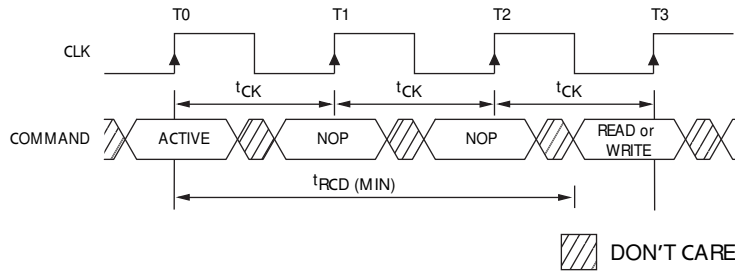 T0 T1 T2 T3
CLK
tCK tCK tCK
COMMAND ACTIVE NOP NOP READ or
WRITE
tRCD (MIN)
DON'T CARE